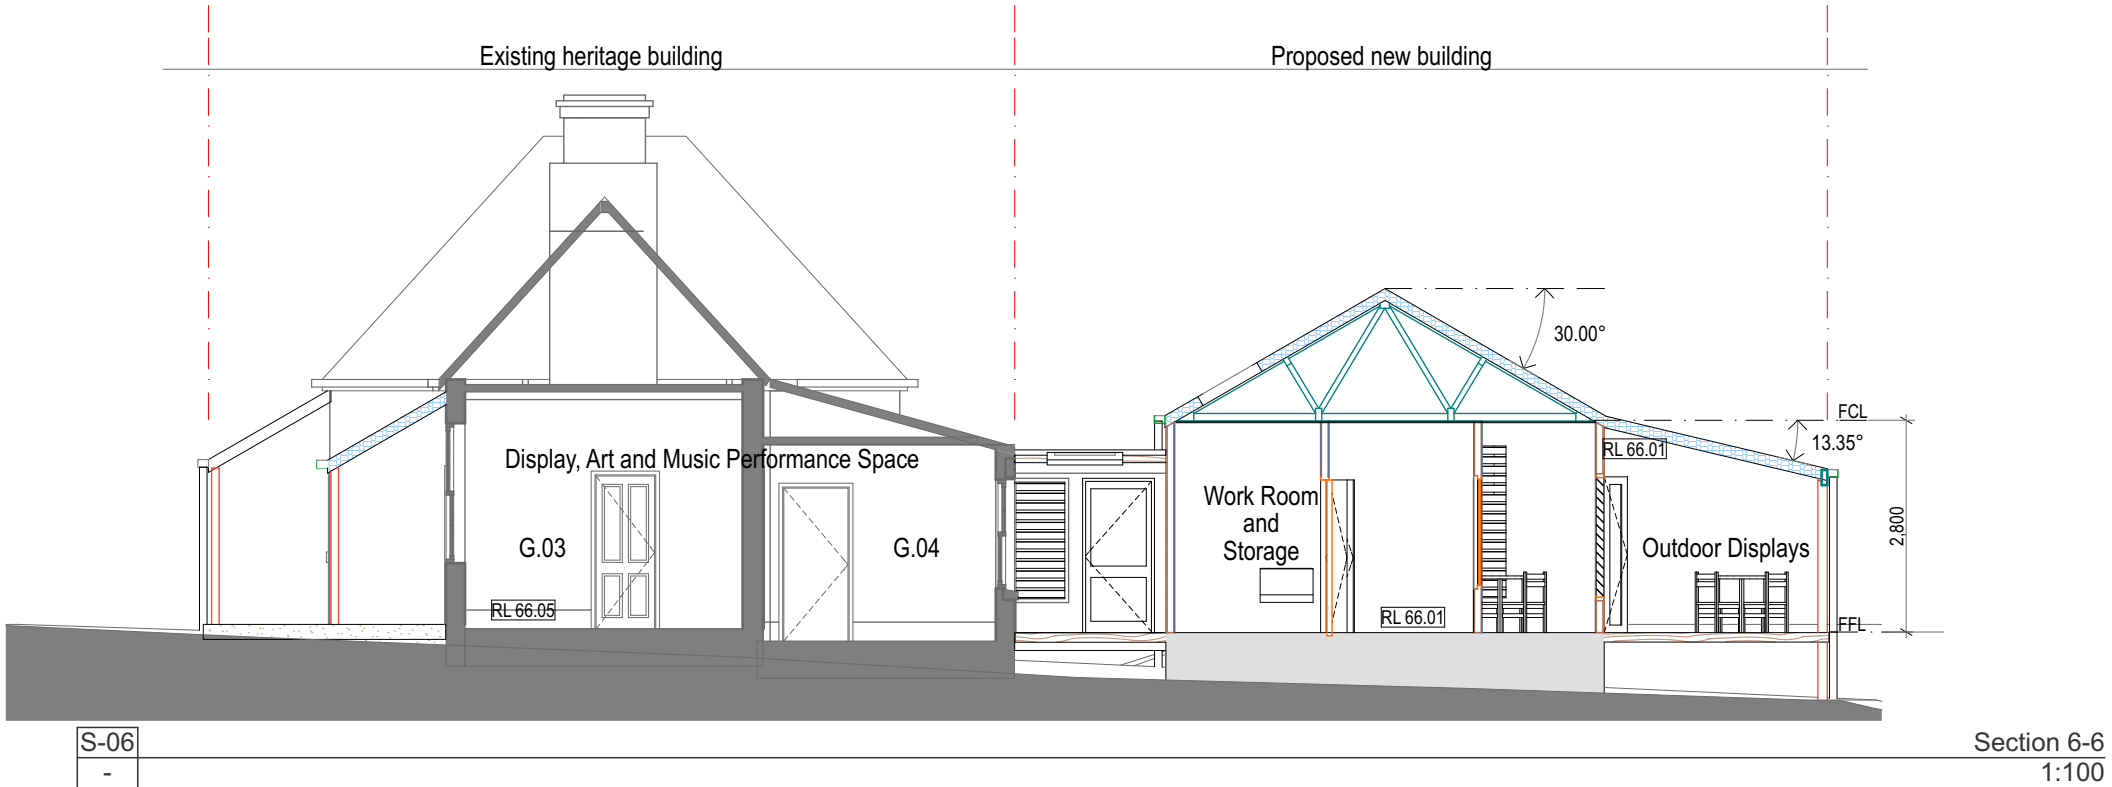 Existing heritage building
Proposed new building
30.00°
FCL
13.35°
RL 66.01
Display, Art and Music Performance Space
Work Room
and
Storage
G.03
G.04
Outdoor Displays
2,800
RL 66.05
RL 66.01
FFL
S-06
-
Section 6-6
1:100